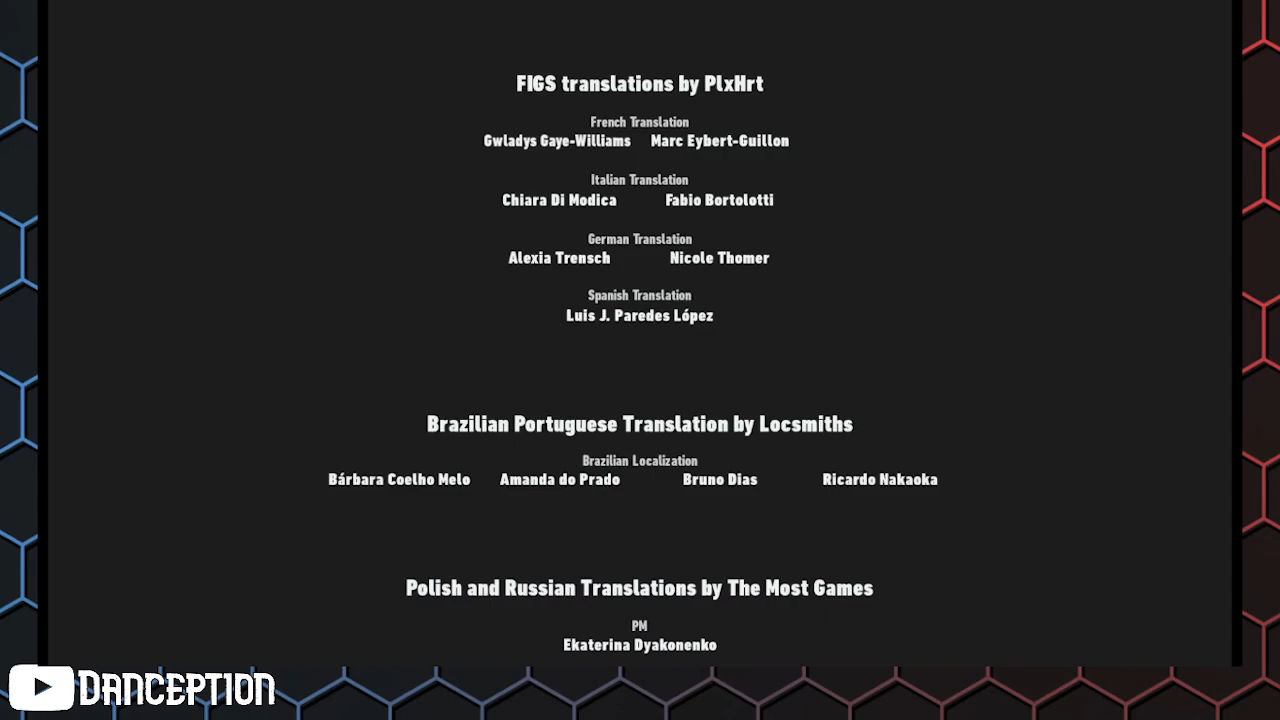 FIGS translations by PlxHrt
French Translation
Gwladys Gaye-Williams Marc Eybert-Guillon
Italian Translation
Chiara Di Modica Fabio Bortolotti
German Translation
Alexia Trensch Nicole Thomer
Spanish Translation
Luis J. Paredes López
Brazilian Portuguese Translation by Locsmiths
Brazilian Localization
Bárbara Coelho Melo Amanda do Prado Bruno Dias Ricardo Nakaoka
Polish and Russian Translations by The Most Games
PM
Ekaterina Dyakonenko
DANCEPTION